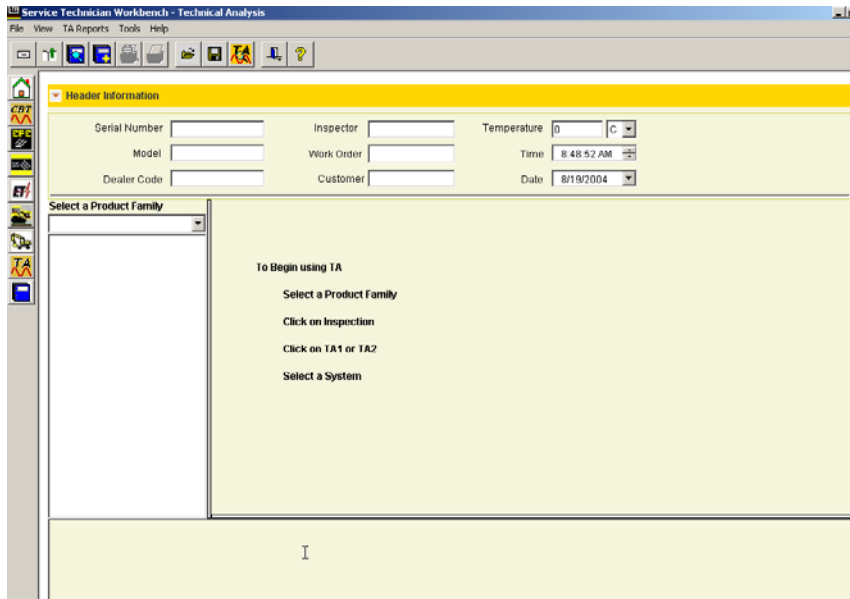 Service Technician Workbench - Technical Analysis
File View TA Reports Tools Help
TA
Header Information
CBT
Serial Number Inspector Temperature 0 C
Model Work Order Time 8:48:52 AM
Dealer Code Customer Date 8/19/2004
ET
Select a Product Family
TA
To Begin using TA
Select a Product Family
Click on Inspection
Click on TA1 or TA2
Select a System